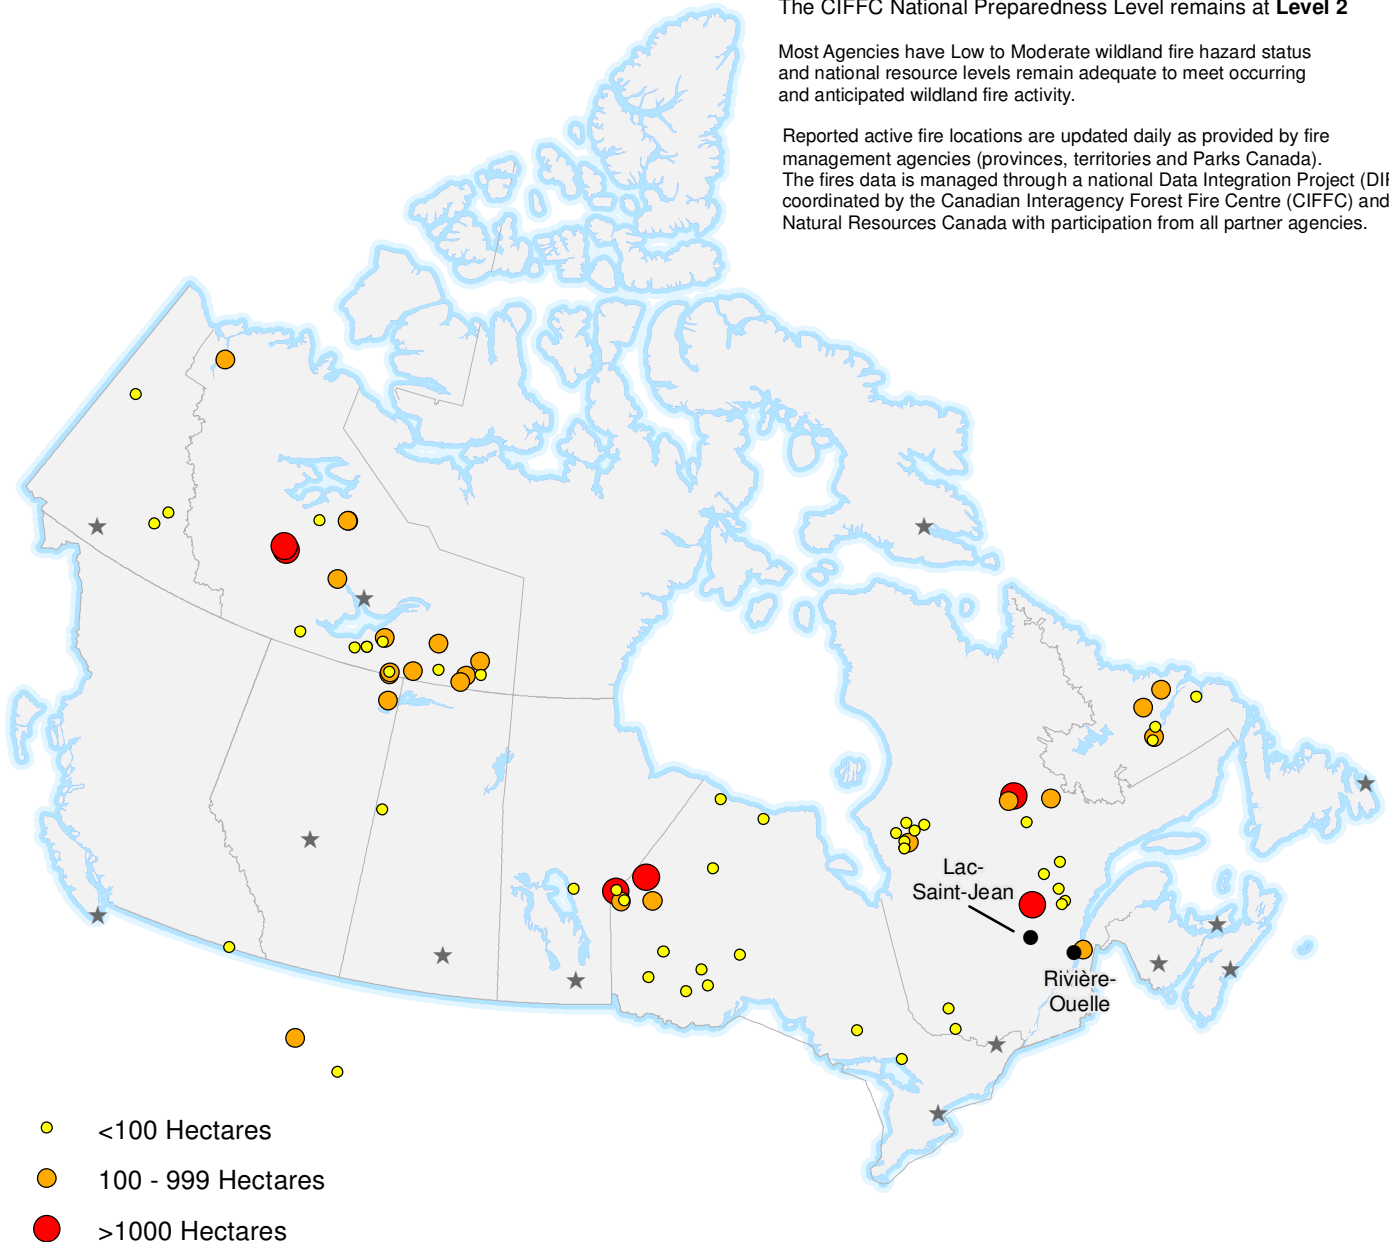 The CIFFC National Preparedness Level remains at Level 2
Most Agencies have Low to Moderate wildland fire hazard status
and national resource levels remain adequate to meet occurring
and anticipated wildland fire activity.
Reported active fire locations are updated daily as provided by fire
management agencies (provinces, territories and Parks Canada).
The fires data is managed through a national Data Integration Project (DIF
coordinated by the Canadian Interagency Forest Fire Centre (CIFFC) and
Natural Resources Canada with participation from all partner agencies.
Lac-
Saint-Jean
Rivière-
Ouelle
<100 Hectares
100 - 999 Hectares
>1000 Hectares